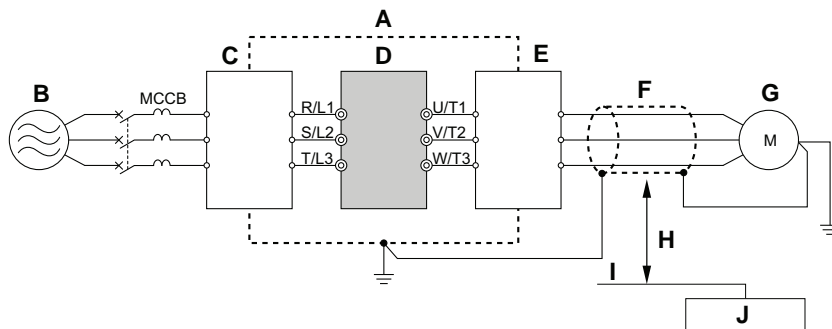 A
C D E
B MCCB F G
R/L1 U/T1
S/L2 V/T2 M
T/L3 W/T3
H
I
J